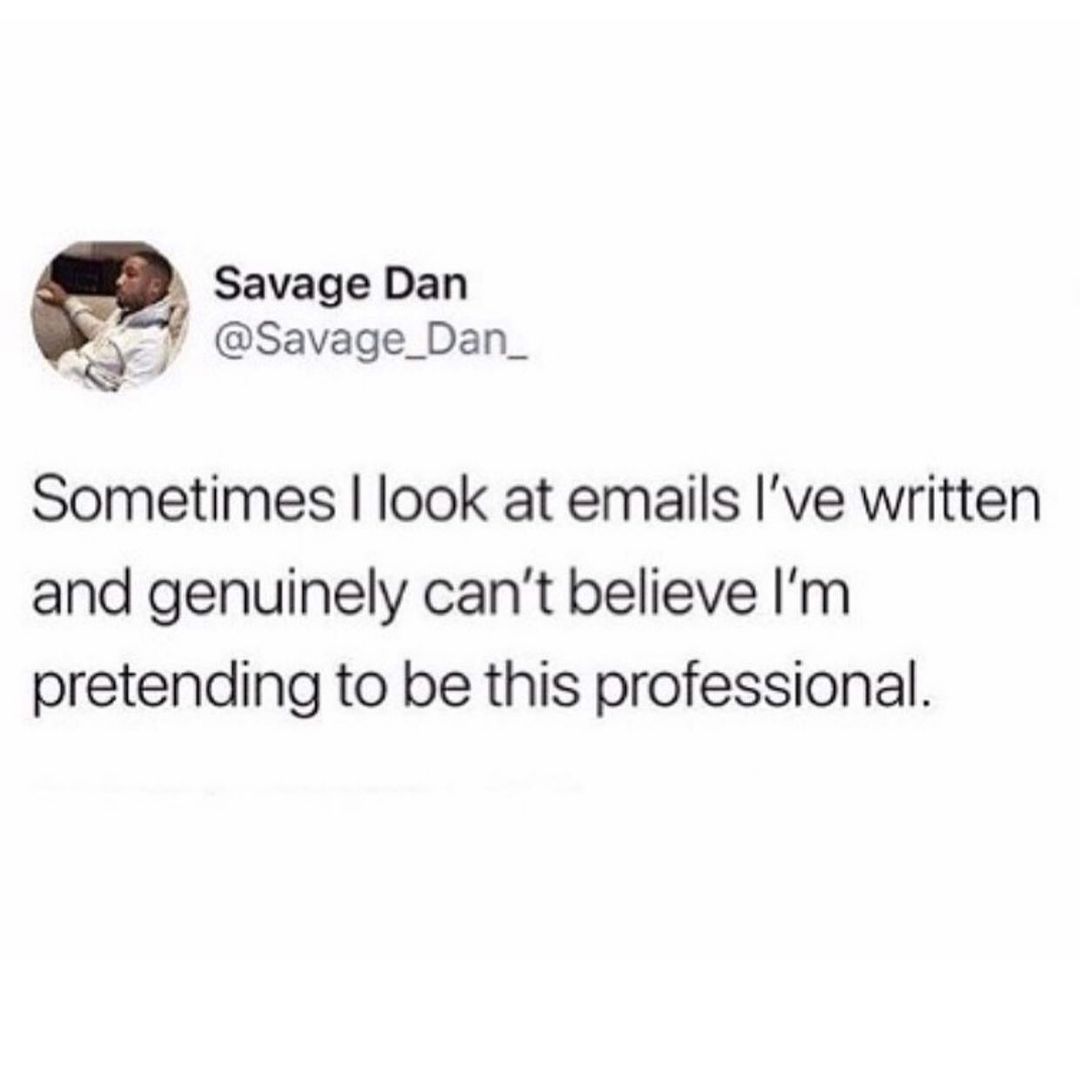 Savage Dan
@Savage_Dan_
Sometimes I look at emails I've written
and genuinely can't believe I'm
pretending to be this professional.